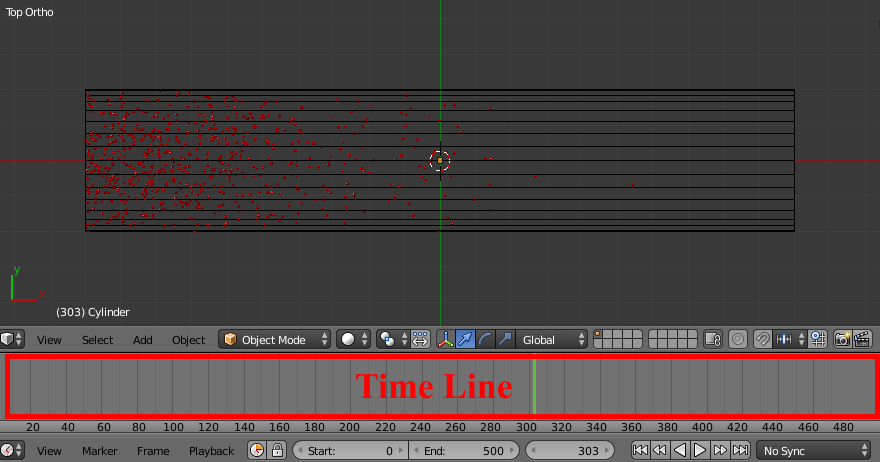 Top Ortho
y
x
(303) Cylinder
View Select Add Object Object Mode Global
Time Line
20 40 60 80 100 120 140 160 180 200 220 240 260 280 300 320 340 360 380 400 420 440 460 480
View Marker Frame Playback Start: 0 End: 500 303 No Sync